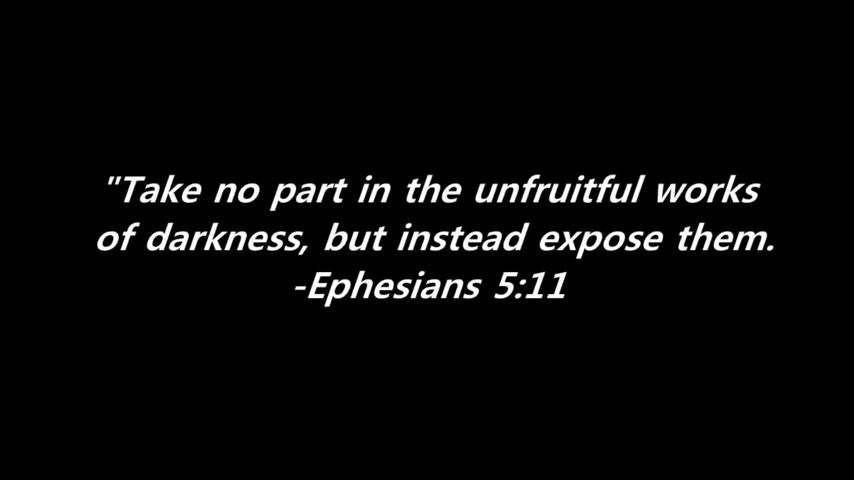 "Take no part in the unfruitful works
of darkness, but instead expose them.
-Ephesians 5:11